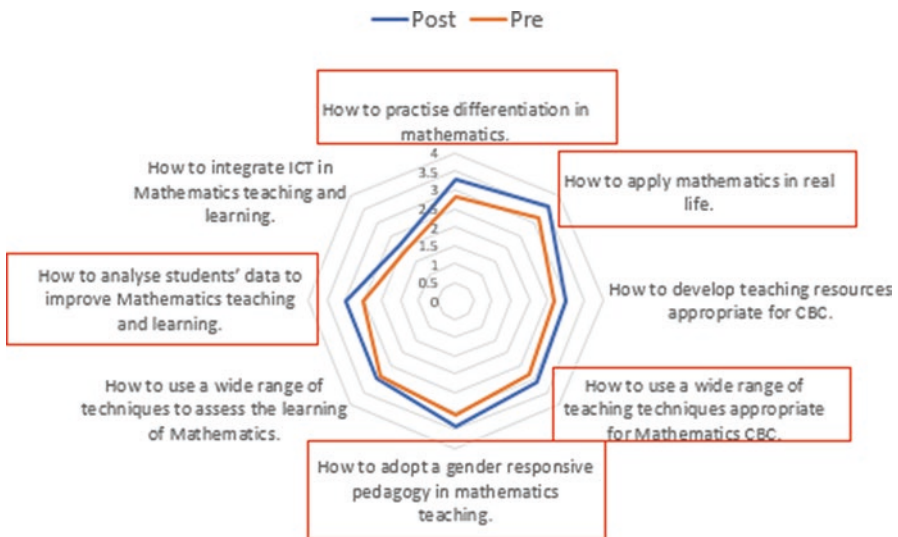 Post Pre
How to practise differentiation in
mathematics.
How to apply mathematics in real
life.
How to develop teaching resources
appropriate for CBC.
How to use a wide range of
teaching techniques appropriate
for Mathematics CBC.
How to adopt a gender responsive
pedagogy in mathematics
teaching.
How to use a wide range of
techniques to assess the learning
of Mathematics.
How to analyse students' data to
improve Mathematics teaching
and learning.
How to integrate ICT in
Mathematics teaching and
learning.
4
3.5
3
2.5
2
1.5
1
0.5
0